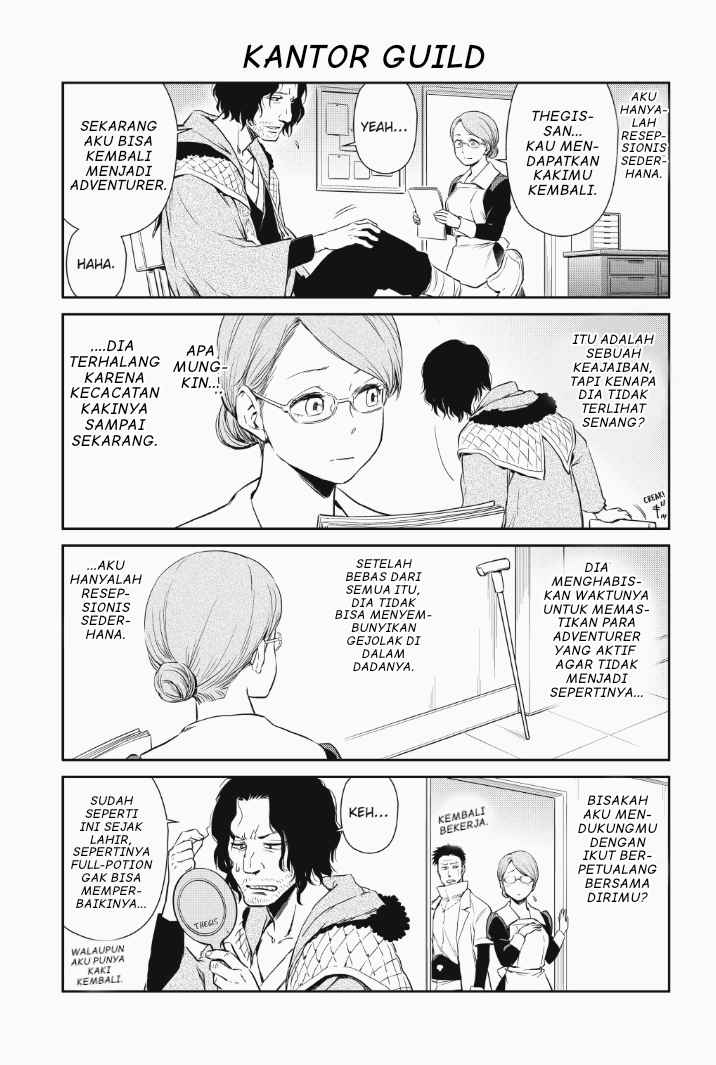 KANTOR GUILD
AKU
HANYA-
LAH
RESEP-
SIONIS
SEDER-
HANA.
THEGIS-
SAN...
KAU MEN-
DAPATKAN
KAKIMU
KEMBALI.
YEAH...
SEKARANG
AKU BISA
KEMBALI
MENJADI
ADVENTURER.
HAHA.
ITU ADALAH
SEBUAH
KEAJAIBAN,
TAPI KENAPA
DIA TIDAK
TERLIHAT
SENANG?
CREAK!
APA
MUNG-
KIN...!
....DIA
TERHALANG
KARENA
KECACATAN
KAKINYA
SAMPAI
SEKARANG.
DIA
MENGHABIS-
KAN WAKTUNYA
UNTUK MEMAS-
TIKAN PARA
ADVENTURER
YANG AKTIF
AGAR TIDAK
MENJADI
SEPERTINYA...
SETELAH
BEBAS DARI
SEMUA ITU,
DIA TIDAK
BISA MENYEM-
BUNYIKAN
GEJOLAK DI
DALAM
DADANYA.
...AKU
HANYALAH
RESEP-
SIONIS
SEDER-
HANA.
BISAKAH
AKU MEN-
DUKUNGMU
DENGAN
IKUT BER-
PETUALANG
BERSAMA
DIRIMU?
KEMBALI
BEKERJA.
KEH...
SUDAH
SEPERTI
INI SEJAK
LAHIR,
SEPERTINYA
FULL-POTION
GAK BISA
MEMPER-
BAIKINYA...
THEGIS
WALAUPUN
AKU PUNYA
KAKI
KEMBALI.